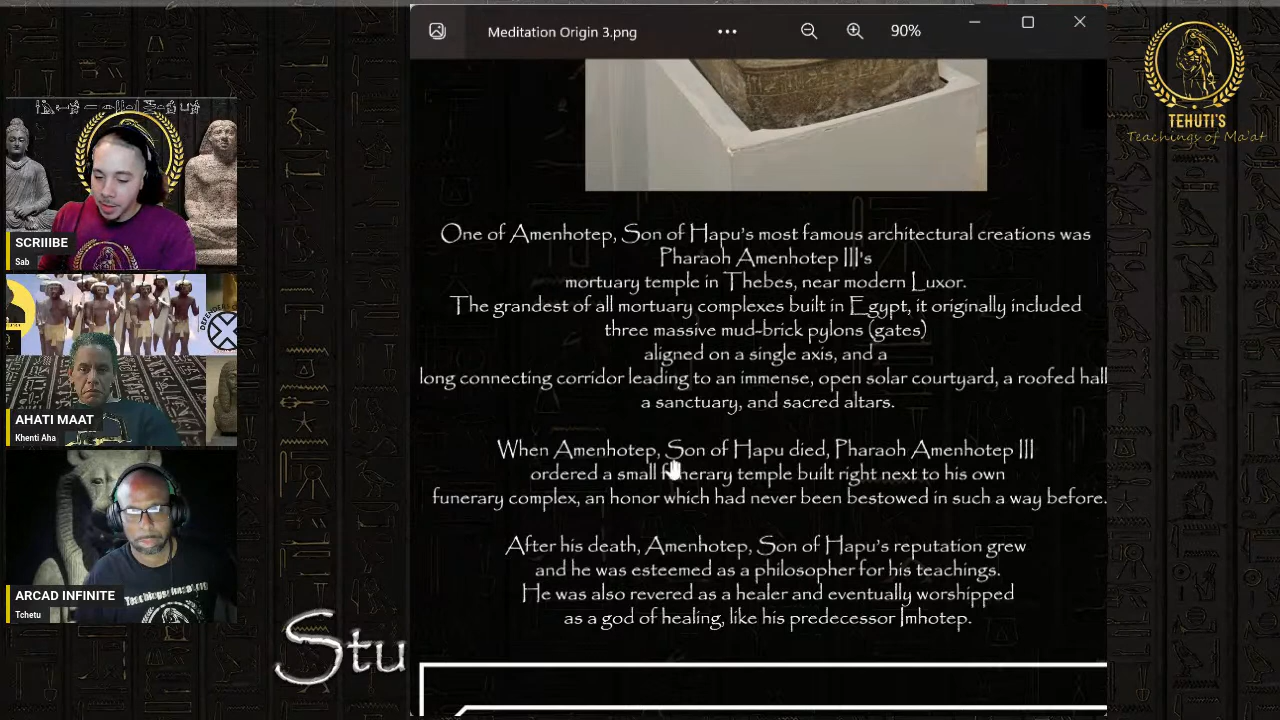 Meditation Origin 3.png
90%
TEHUTI'S
Teachings of Ma'at
SCRIIIBE
Sab
AHATI MAAT
Khenti Aha
ARCAD INFINITE
Tchetu
One of Amenhotep, Son of Hapu's most famous architectural creations was
Pharaoh Amenhotep III's
mortuary temple in Thebes, near modern Luxor.
The grandest of all mortuary complexes built in Egypt, it originally included
three massive mud-brick pylons (gates)
aligned on a single axis, and a
long connecting corridor leading to an immense, open solar courtyard, a roofed hall
a sanctuary, and sacred altars.
When Amenhotep, Son of Hapu died, Pharaoh Amenhotep III
ordered a small funerary temple built right next to his own
funerary complex, an honor which had never been bestowed in such a way before.
After his death, Amenhotep, Son of Hapu's reputation grew
and he was esteemed as a philosopher for his teachings.
He was also revered as a healer and eventually worshipped
as a god of healing, like his predecessor Imhotep.
Stu